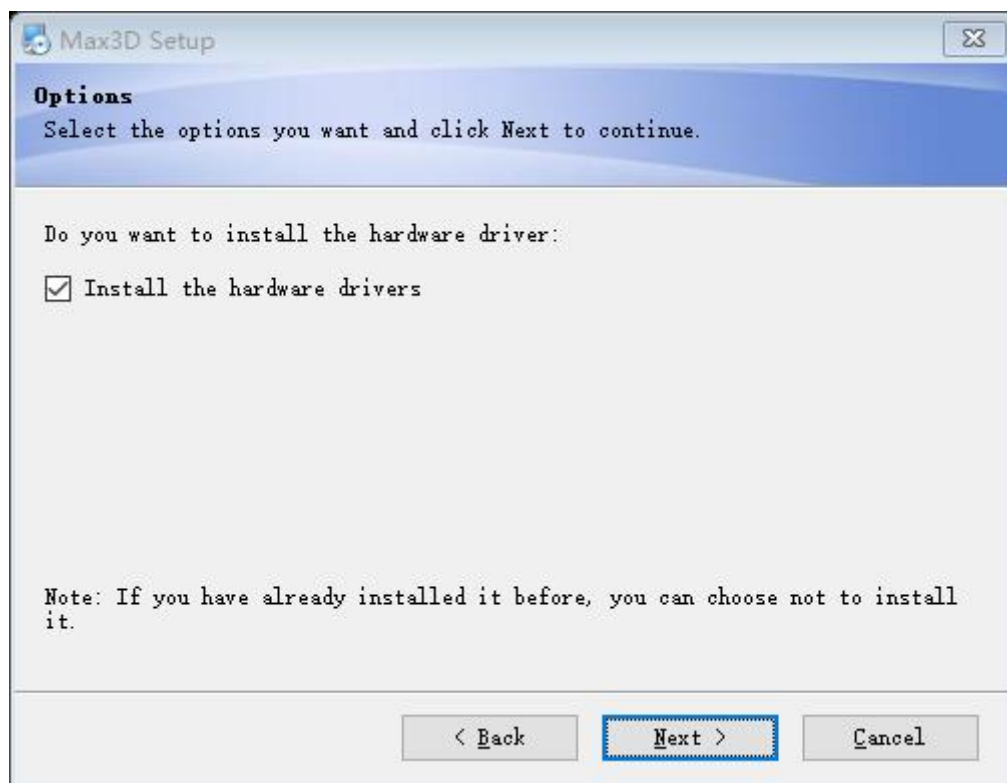 Max3D Setup
Options
Select the options you want and click Next to continue.
Do you want to install the hardware driver:
Install the hardware drivers
Note: If you have already installed it before, you can choose not to install
it.
< Back
Next >
Cancel